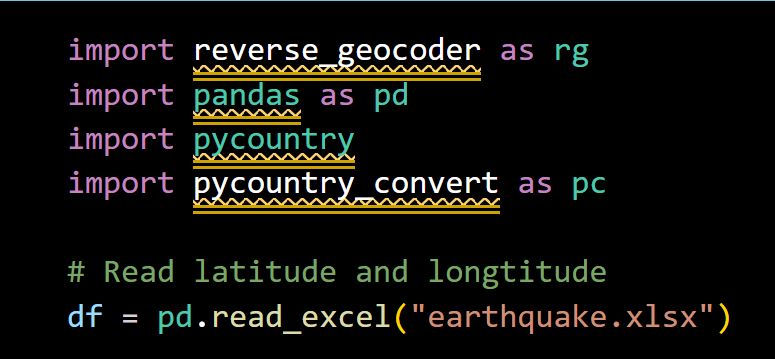 import reverse_geocoder as rg
import pandas as pd
import pycountry
import pycountry_convert as pc
# Read latitude and longtitude
df = pd.read_excel("earthquake.xlsx")